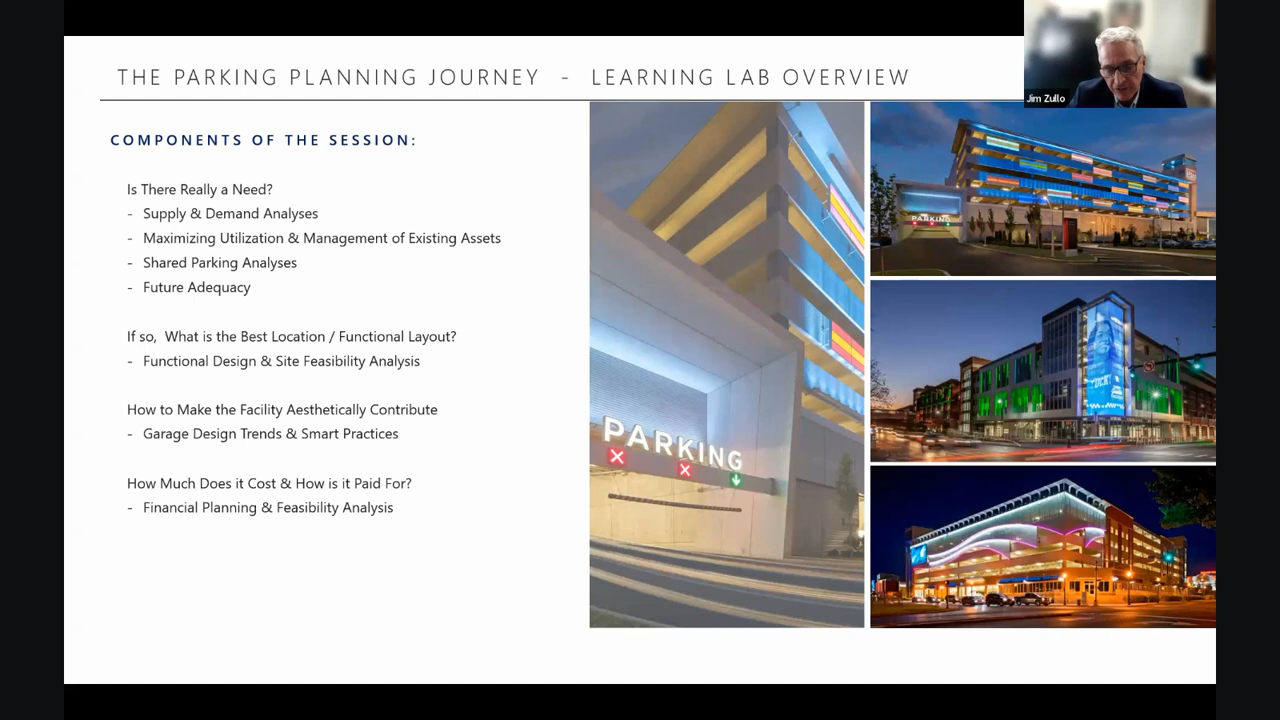 THE PARKING PLANNING JOURNEY - LEARNING LAB OVERVIEW
Jim Zullo
COMPONENTS OF THE SESSION:
Is There Really a Need?
- Supply & Demand Analyses
- Maximizing Utilization & Management of Existing Assets
- Shared Parking Analyses
- Future Adequacy
If so, What is the Best Location / Functional Layout?
- Functional Design & Site Feasibility Analysis
How to Make the Facility Aesthetically Contribute
- Garage Design Trends & Smart Practices
How Much Does it Cost & How is it Paid For?
- Financial Planning & Feasibility Analysis
PARKING
PARKING